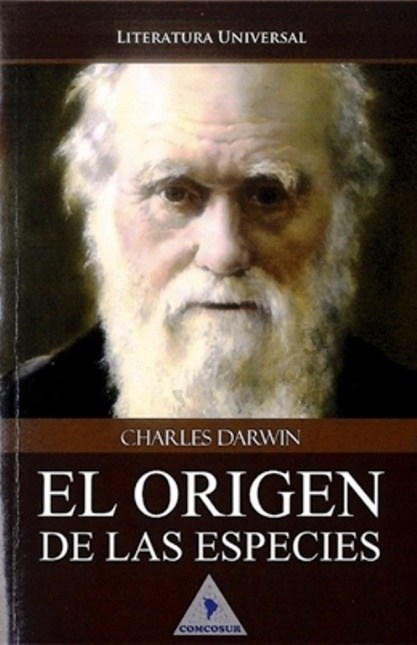 LITERATURA UNIVERSAL
CHARLES DARWIN
EL ORIGEN
DE LAS ESPECIES
COMCOSUR